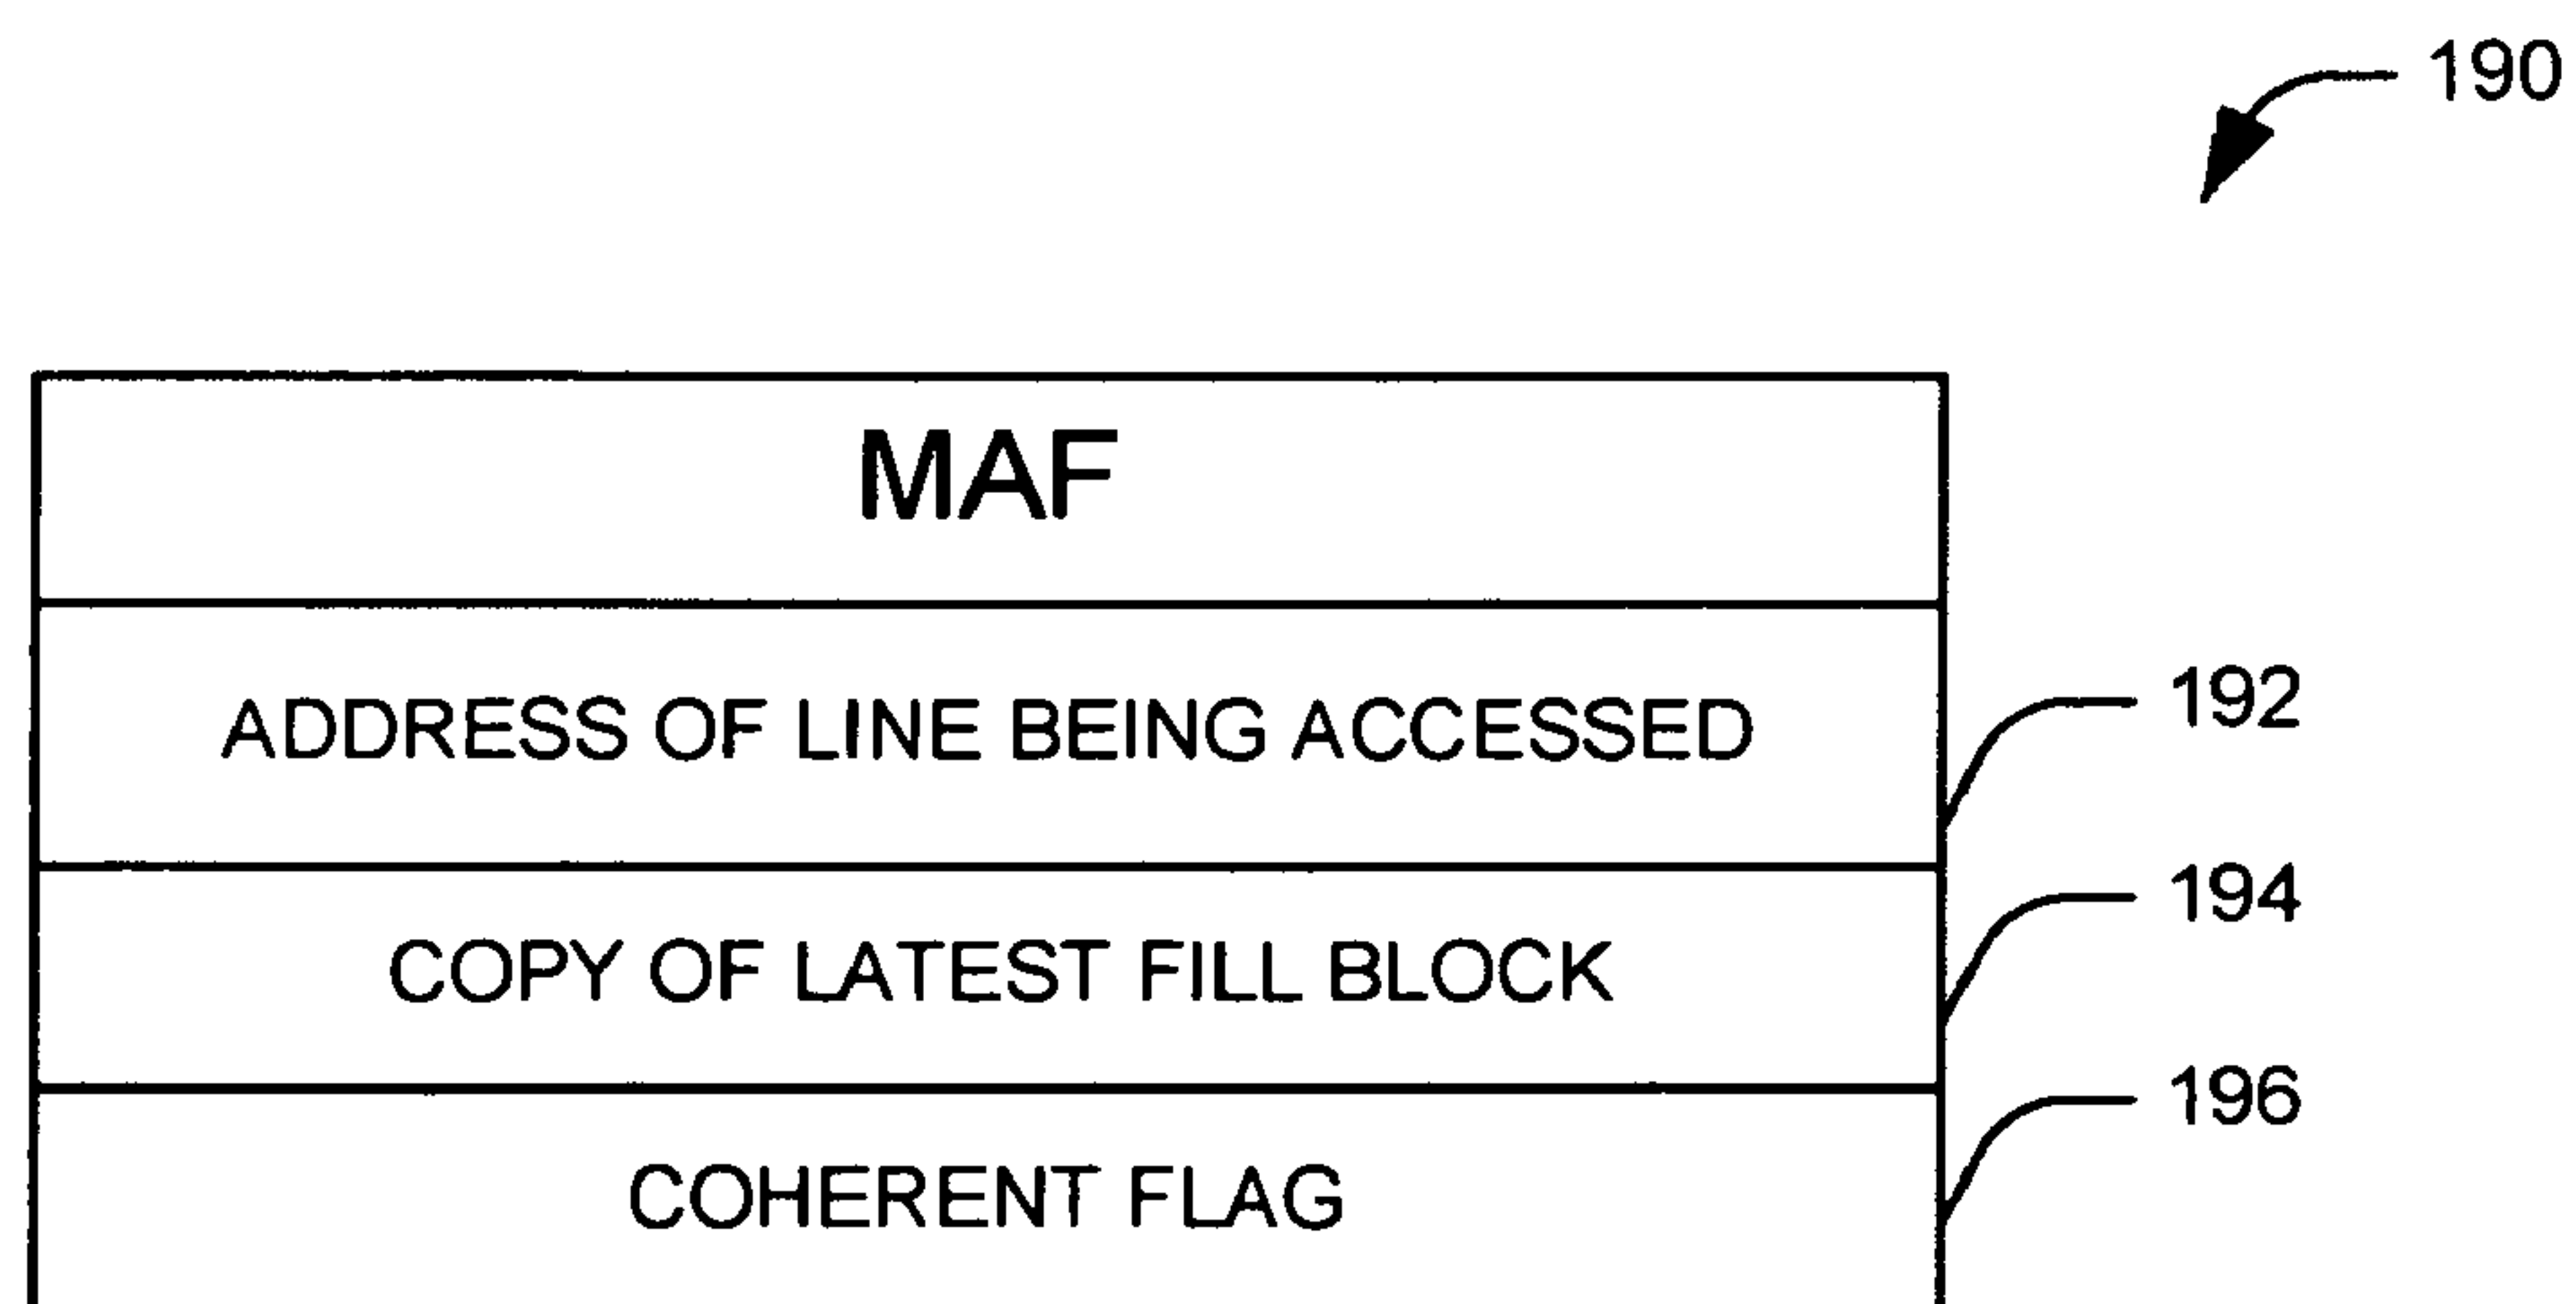 190
MAF
ADDRESS OF LINE BEING ACCESSED
192
COPY OF LATEST FILL BLOCK
194
COHERENT FLAG
196